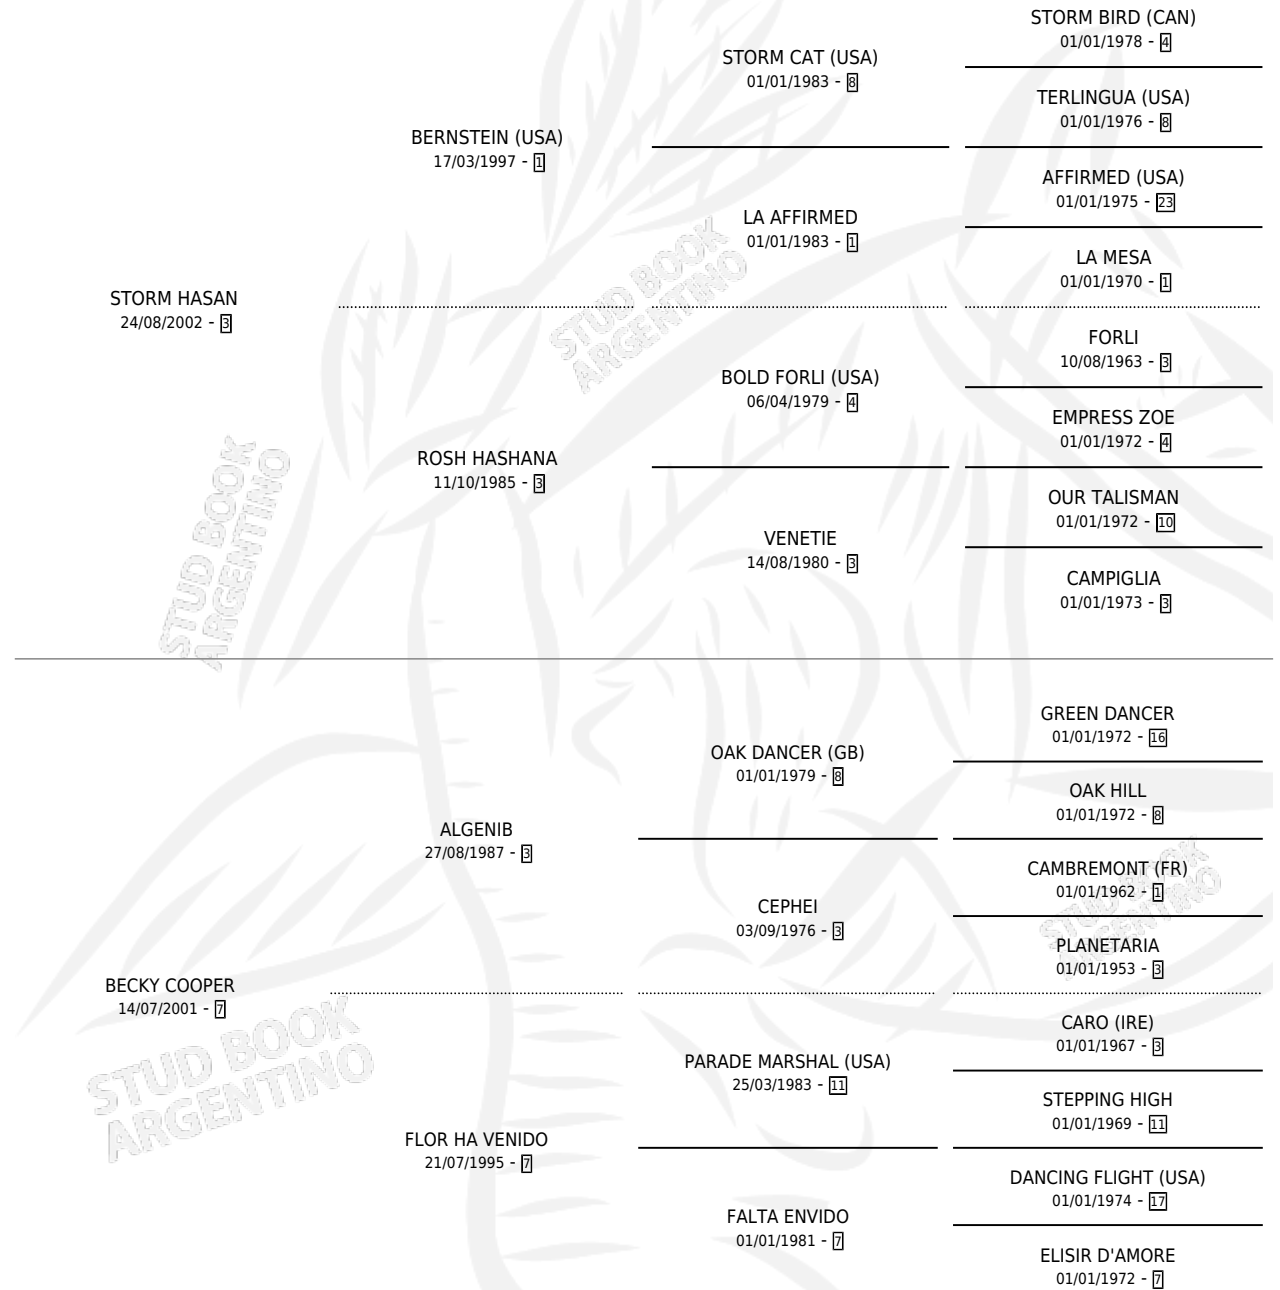 STORM BIRD (CAN)
01/01/1978 - 4
STORM CAT (USA)
01/01/1983 - 8
TERLINGUA (USA)
01/01/1976 - 8
BERNSTEIN (USA)
17/03/1997 - 1
AFFIRMED (USA)
01/01/1975 - 23
LA AFFIRMED
01/01/1983 - 1
LA MESA
01/01/1970 - 1
STORM HASAN
24/08/2002 - 3
FORLI
10/08/1963 - 3
BOLD FORLI (USA)
06/04/1979 - 4
EMPRESS ZOE
01/01/1972 - 4
ROSH HASHANA
11/10/1985 - 3
OUR TALISMAN
01/01/1972 - 10
VENETIE
14/08/1980 - 3
CAMPIGLIA
01/01/1973 - 3
GREEN DANCER
01/01/1972 - 16
OAK DANCER (GB)
01/01/1979 - 8
OAK HILL
01/01/1972 - 8
ALGENIB
27/08/1987 - 3
CAMBREMONT (FR)
01/01/1962 - 1
CEPHEI
03/09/1976 - 3
PLANETARIA
01/01/1953 - 3
BECKY COOPER
14/07/2001 - 7
CARO (IRE)
01/01/1967 - 3
PARADE MARSHAL (USA)
25/03/1983 - 11
STEPPING HIGH
01/01/1969 - 11
FLOR HA VENIDO
21/07/1995 - 7
DANCING FLIGHT (USA)
01/01/1974 - 17
FALTA ENVIDO
01/01/1981 - 7
ELISIR D'AMORE
01/01/1972 - 7
STUD BOOK
ARGENTINO
STUD BOOK
ARGENTINO
STUD BOOK
ARGENTINO
STUD BOOK
ARGENTINO